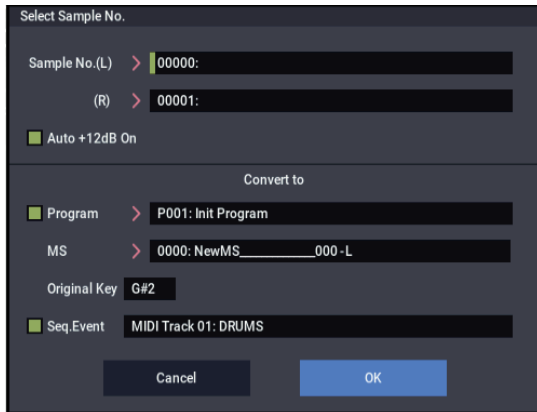 Select Sample No.
Sample No.(L) 00000:
(R) 00001:
Auto +12dB On
Convert to
Program P001: Init Program
MS 0000: NewMS____________000-L
Original Key G#2
Seq.Event MIDI Track 01: DRUMS
Cancel OK